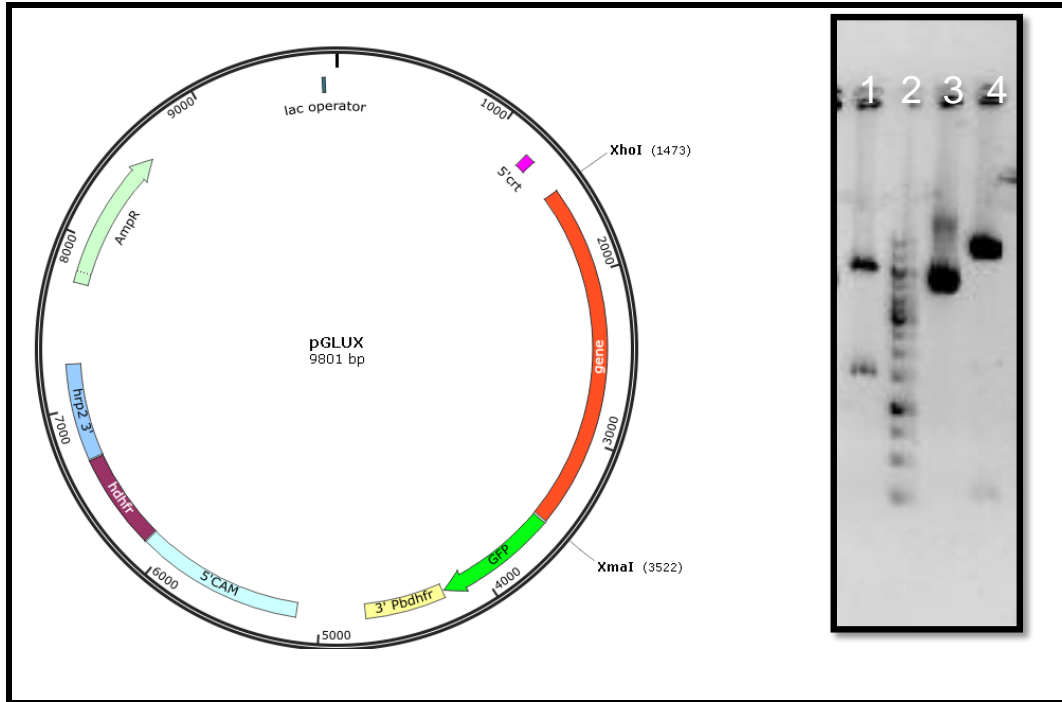 lac operator
1000
XhoI (1473)
2000
3000
XmaI (3522)
4000
5000
6000
7000
8000
9000
5'crt
gene
GFP
3' Pbdhfr
5'CAM
hdhfr
hrp2 3'
AmpR
pGLUX
9801 bp
1 2 3 4